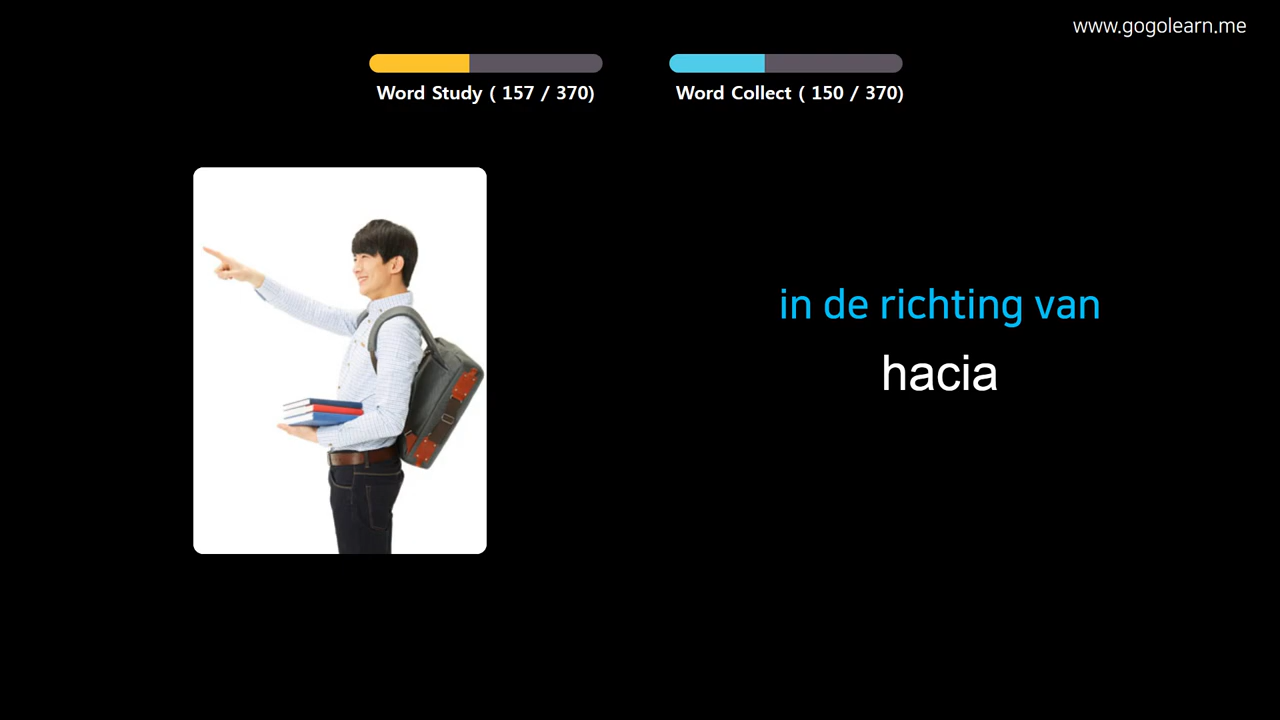 www.gogolearn.me
Word Study ( 157 / 370)
Word Collect ( 150 / 370)
in de richting van
hacia